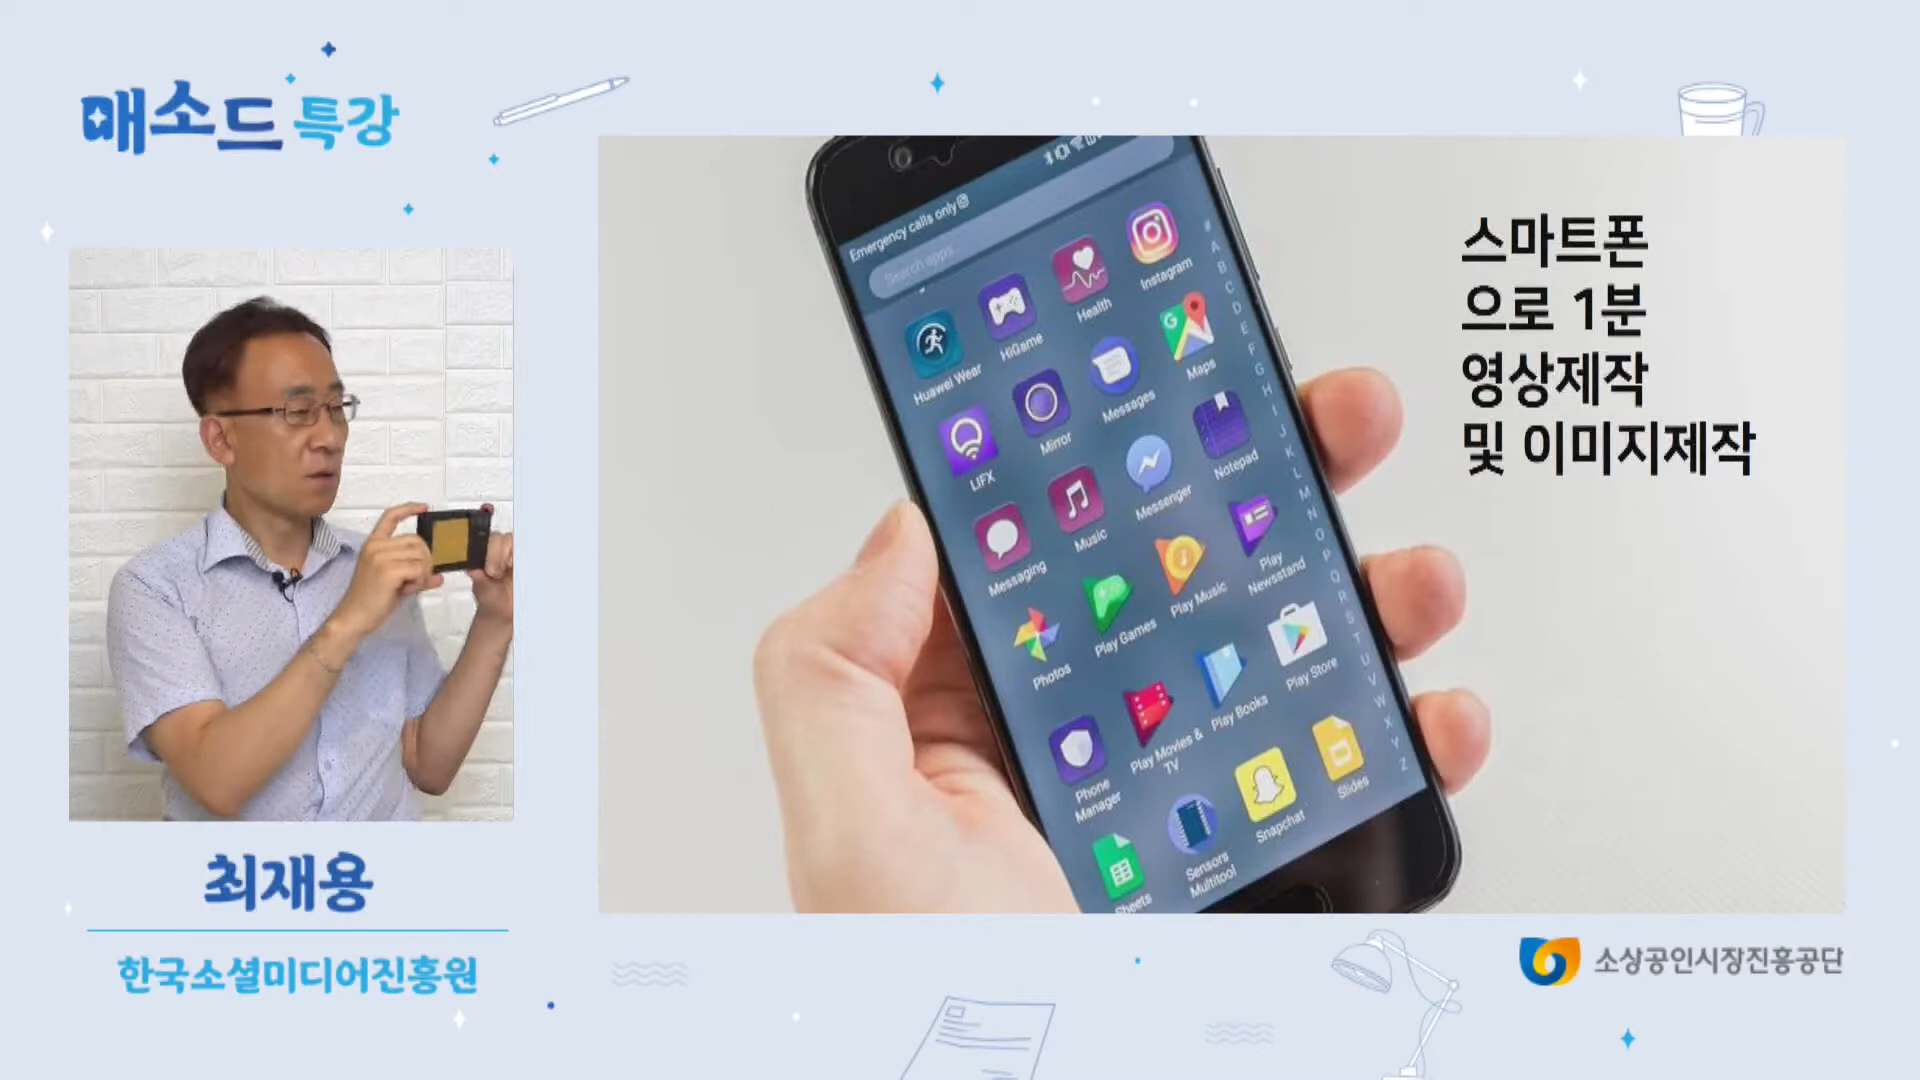 매소드 특강
스마트폰
으로 1분
영상제작
및 이미지제작
Emergency calls only
Search apps...
Huawei Wear
HiGame
Health
Instagram
LIFX
Mirror
Messages
Maps
Messaging
Music
Messenger
Notepad
Photos
Play Games
Play Music
Play Newsstand
Phone Manager
Play Movies & TV
Play Books
Play Store
Sheets
Sensors Multitool
Snapchat
Slides
#
A
B
C
D
E
F
G
H
I
J
K
L
M
N
O
P
Q
R
S
T
U
V
W
X
Y
Z
최재용
한국소셜미디어진흥원
소상공인시장진흥공단